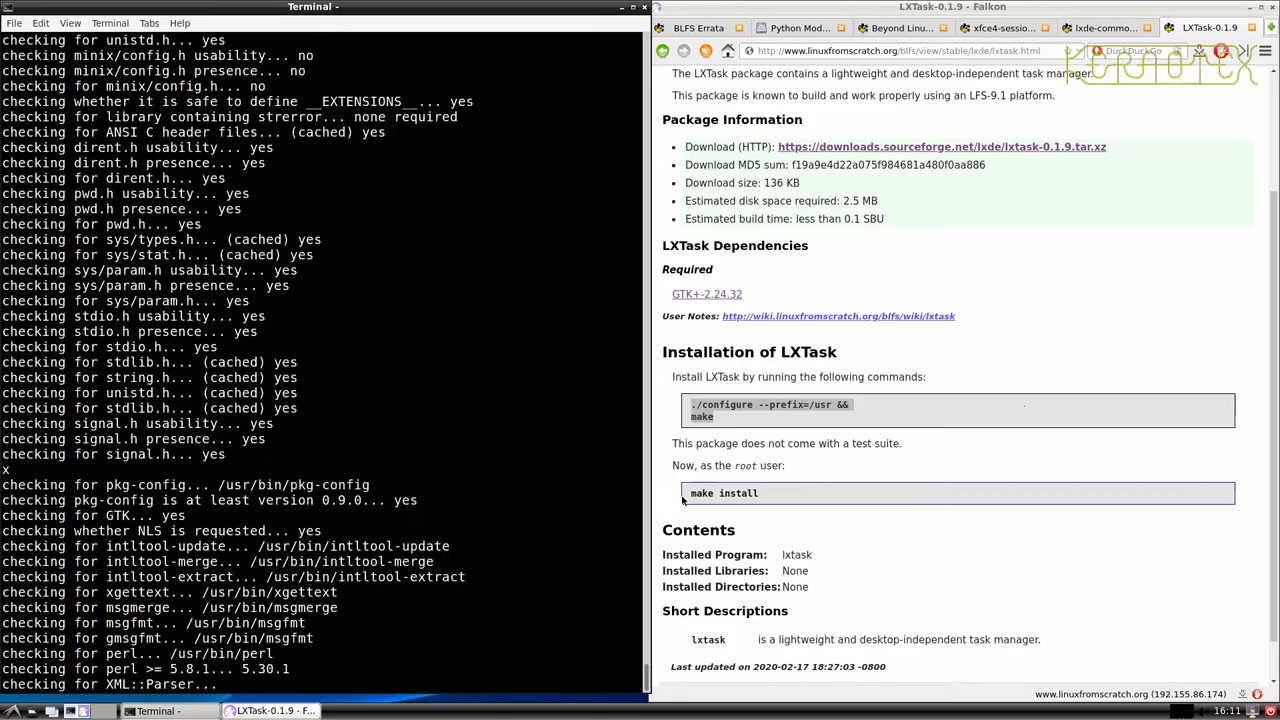 Terminal -
File Edit View Terminal Tabs Help
checking for unistd.h... yes
checking minix/config.h usability... no
checking minix/config.h presence... no
checking for minix/config.h... no
checking whether it is safe to define __EXTENSIONS__... yes
checking for library containing strerror... none required
checking for ANSI C header files... (cached) yes
checking dirent.h usability... yes
checking dirent.h presence... yes
checking for dirent.h... yes
checking pwd.h usability... yes
checking pwd.h presence... yes
checking for pwd.h... yes
checking for sys/types.h... (cached) yes
checking for sys/stat.h... (cached) yes
checking sys/param.h usability... yes
checking sys/param.h presence... yes
checking for sys/param.h... yes
checking stdio.h usability... yes
checking stdio.h presence... yes
checking for stdio.h... yes
checking for stdlib.h... (cached) yes
checking for string.h... (cached) yes
checking for unistd.h... (cached) yes
checking for stdlib.h... (cached) yes
checking signal.h usability... yes
checking signal.h presence... yes
checking for signal.h... yes
x
checking for pkg-config... /usr/bin/pkg-config
checking pkg-config is at least version 0.9.0... yes
checking for GTK... yes
checking whether NLS is requested... yes
checking for intltool-update... /usr/bin/intltool-update
checking for intltool-merge... /usr/bin/intltool-merge
checking for intltool-extract... /usr/bin/intltool-extract
checking for xgettext... /usr/bin/xgettext
checking for msgmerge... /usr/bin/msgmerge
checking for msgfmt... /usr/bin/msgfmt
checking for gmsgfmt... /usr/bin/msgfmt
checking for perl... /usr/bin/perl
checking for perl >= 5.8.1... 5.30.1
checking for XML::Parser...
LXTask-0.1.9 - Falkon
BLFS Errata
Python Mod...
Beyond Linu...
xfce4-sessio...
lxde-commo...
LXTask-0.1.9
http://www.linuxfromscratch.org/blfs/view/stable/lxde/lxtask.html
DuckDuckGo
KERNOTEX
The LXTask package contains a lightweight and desktop-independent task manager.
This package is known to build and work properly using an LFS-9.1 platform.
Package Information
Download (HTTP): https://downloads.sourceforge.net/lxde/lxtask-0.1.9.tar.xz
Download MD5 sum: f19a9e4d22a075f984681a480f0aa886
Download size: 136 KB
Estimated disk space required: 2.5 MB
Estimated build time: less than 0.1 SBU
LXTask Dependencies
Required
GTK+-2.24.32
User Notes: http://wiki.linuxfromscratch.org/blfs/wiki/lxtask
Installation of LXTask
Install LXTask by running the following commands:
./configure --prefix=/usr &&
make
This package does not come with a test suite.
Now, as the root user:
make install
Contents
Installed Program: lxtask
Installed Libraries: None
Installed Directories: None
Short Descriptions
lxtask is a lightweight and desktop-independent task manager.
Last updated on 2020-02-17 18:27:03 -0800
www.linuxfromscratch.org (192.155.86.174)
Terminal -
LXTask-0.1.9 - F...
16:11